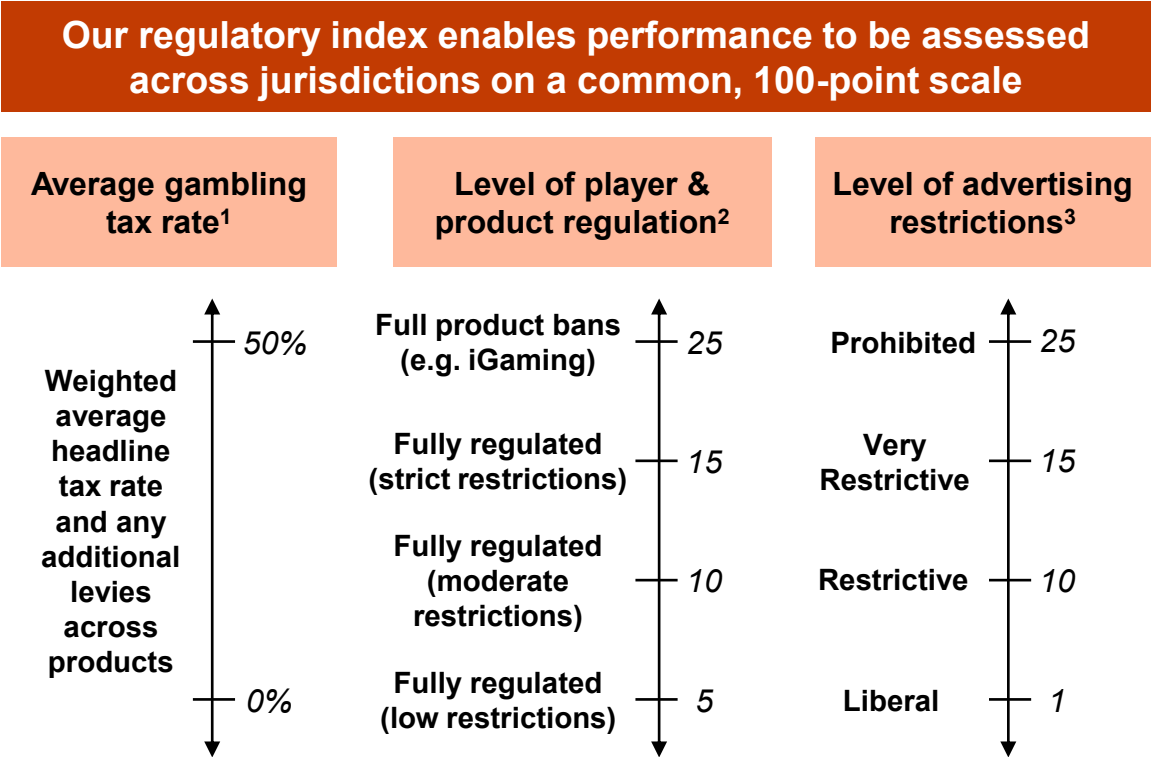 Our regulatory index enables performance to be assessed
across jurisdictions on a common, 100-point scale
Average gambling
tax rate¹
Weighted
average
headline
tax rate
and any
additional
levies
across
products
50%
0%
Level of player &
product regulation²
Full product bans
(e.g. iGaming)
25
Fully regulated
(strict restrictions)
15
Fully regulated
(moderate
restrictions)
10
Fully regulated
(low restrictions)
5
Level of advertising
restrictions³
Prohibited
25
Very
Restrictive
15
Restrictive
10
Liberal
1